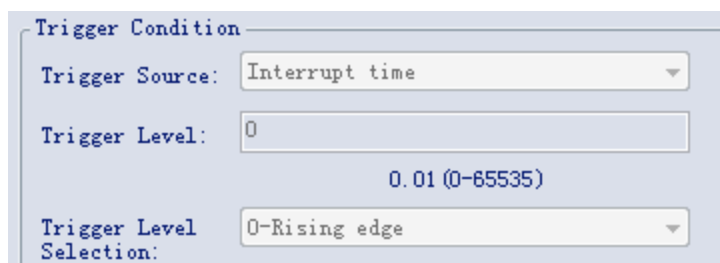 Trigger Condition
Trigger Source: Interrupt time
Trigger Level: 0
0.01(0-65535)
Trigger Level
Selection: 0-Rising edge